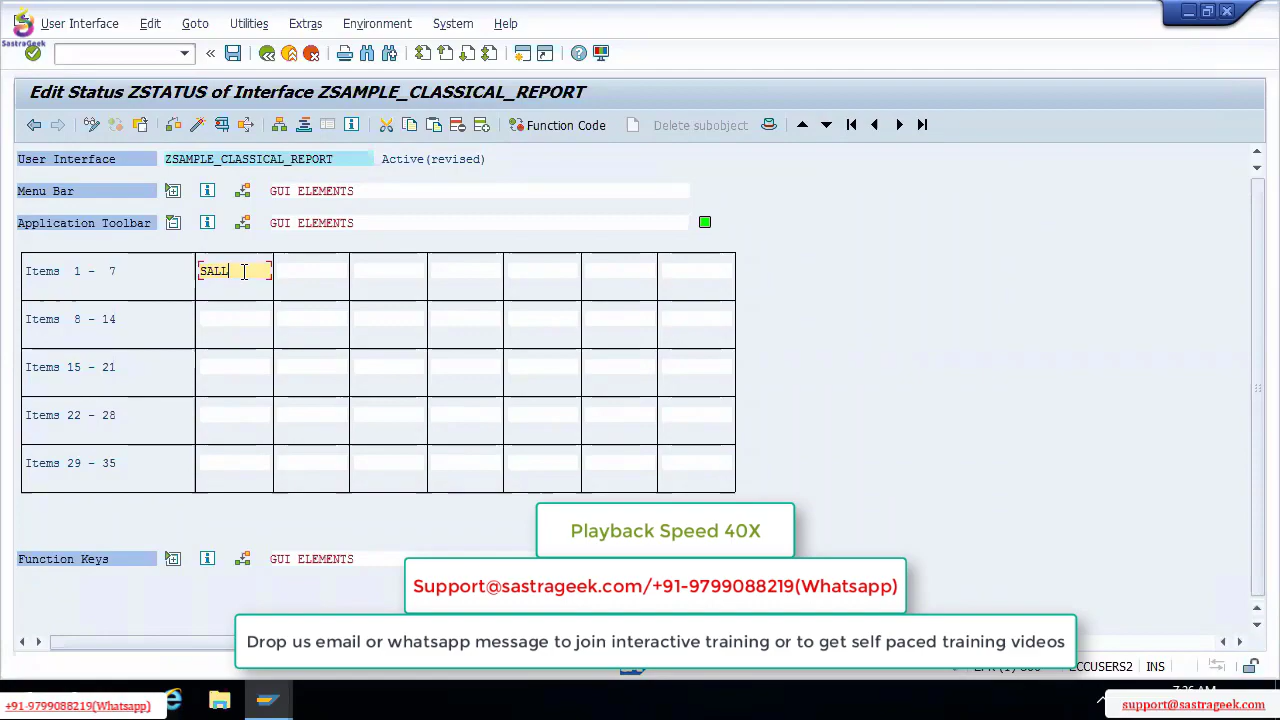 User Interface Edit Goto Utilities Extras Environment System Help
SastraGeek
Edit Status ZSTATUS of Interface ZSAMPLE_CLASSICAL_REPORT
Function Code Delete subobject
User Interface ZSAMPLE_CLASSICAL_REPORT Active(revised)
Menu Bar GUI ELEMENTS
Application Toolbar GUI ELEMENTS
Items 1 - 7 SALL
Items 8 - 14
Items 15 - 21
Items 22 - 28
Items 29 - 35
Playback Speed 40X
Function Keys GUI ELEMENTS
Support@sastrageek.com/+91-9799088219(Whatsapp)
Drop us email or whatsapp message to join interactive training or to get self paced training videos
ECCUSERS2 INS
+91-9799088219(Whatsapp)
support@sastrageek.com